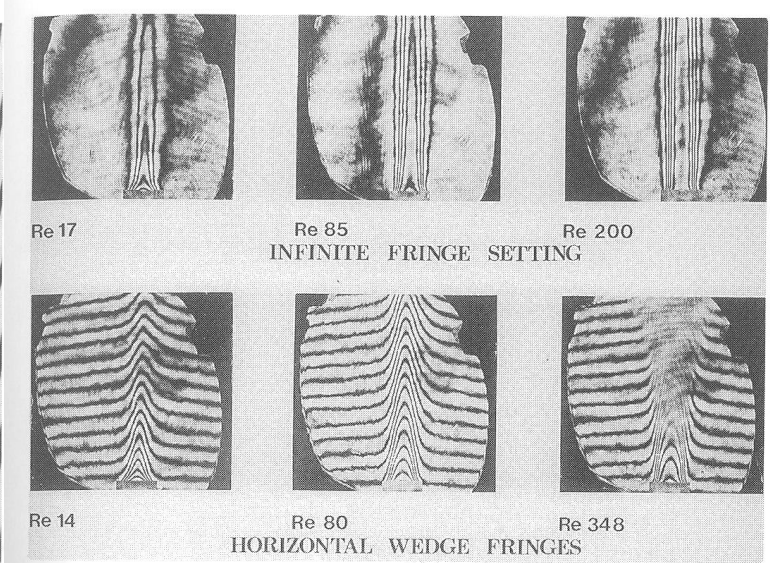 Re 17 Re 85 Re 200
INFINITE FRINGE SETTING
Re 14 Re 80 Re 348
HORIZONTAL WEDGE FRINGES